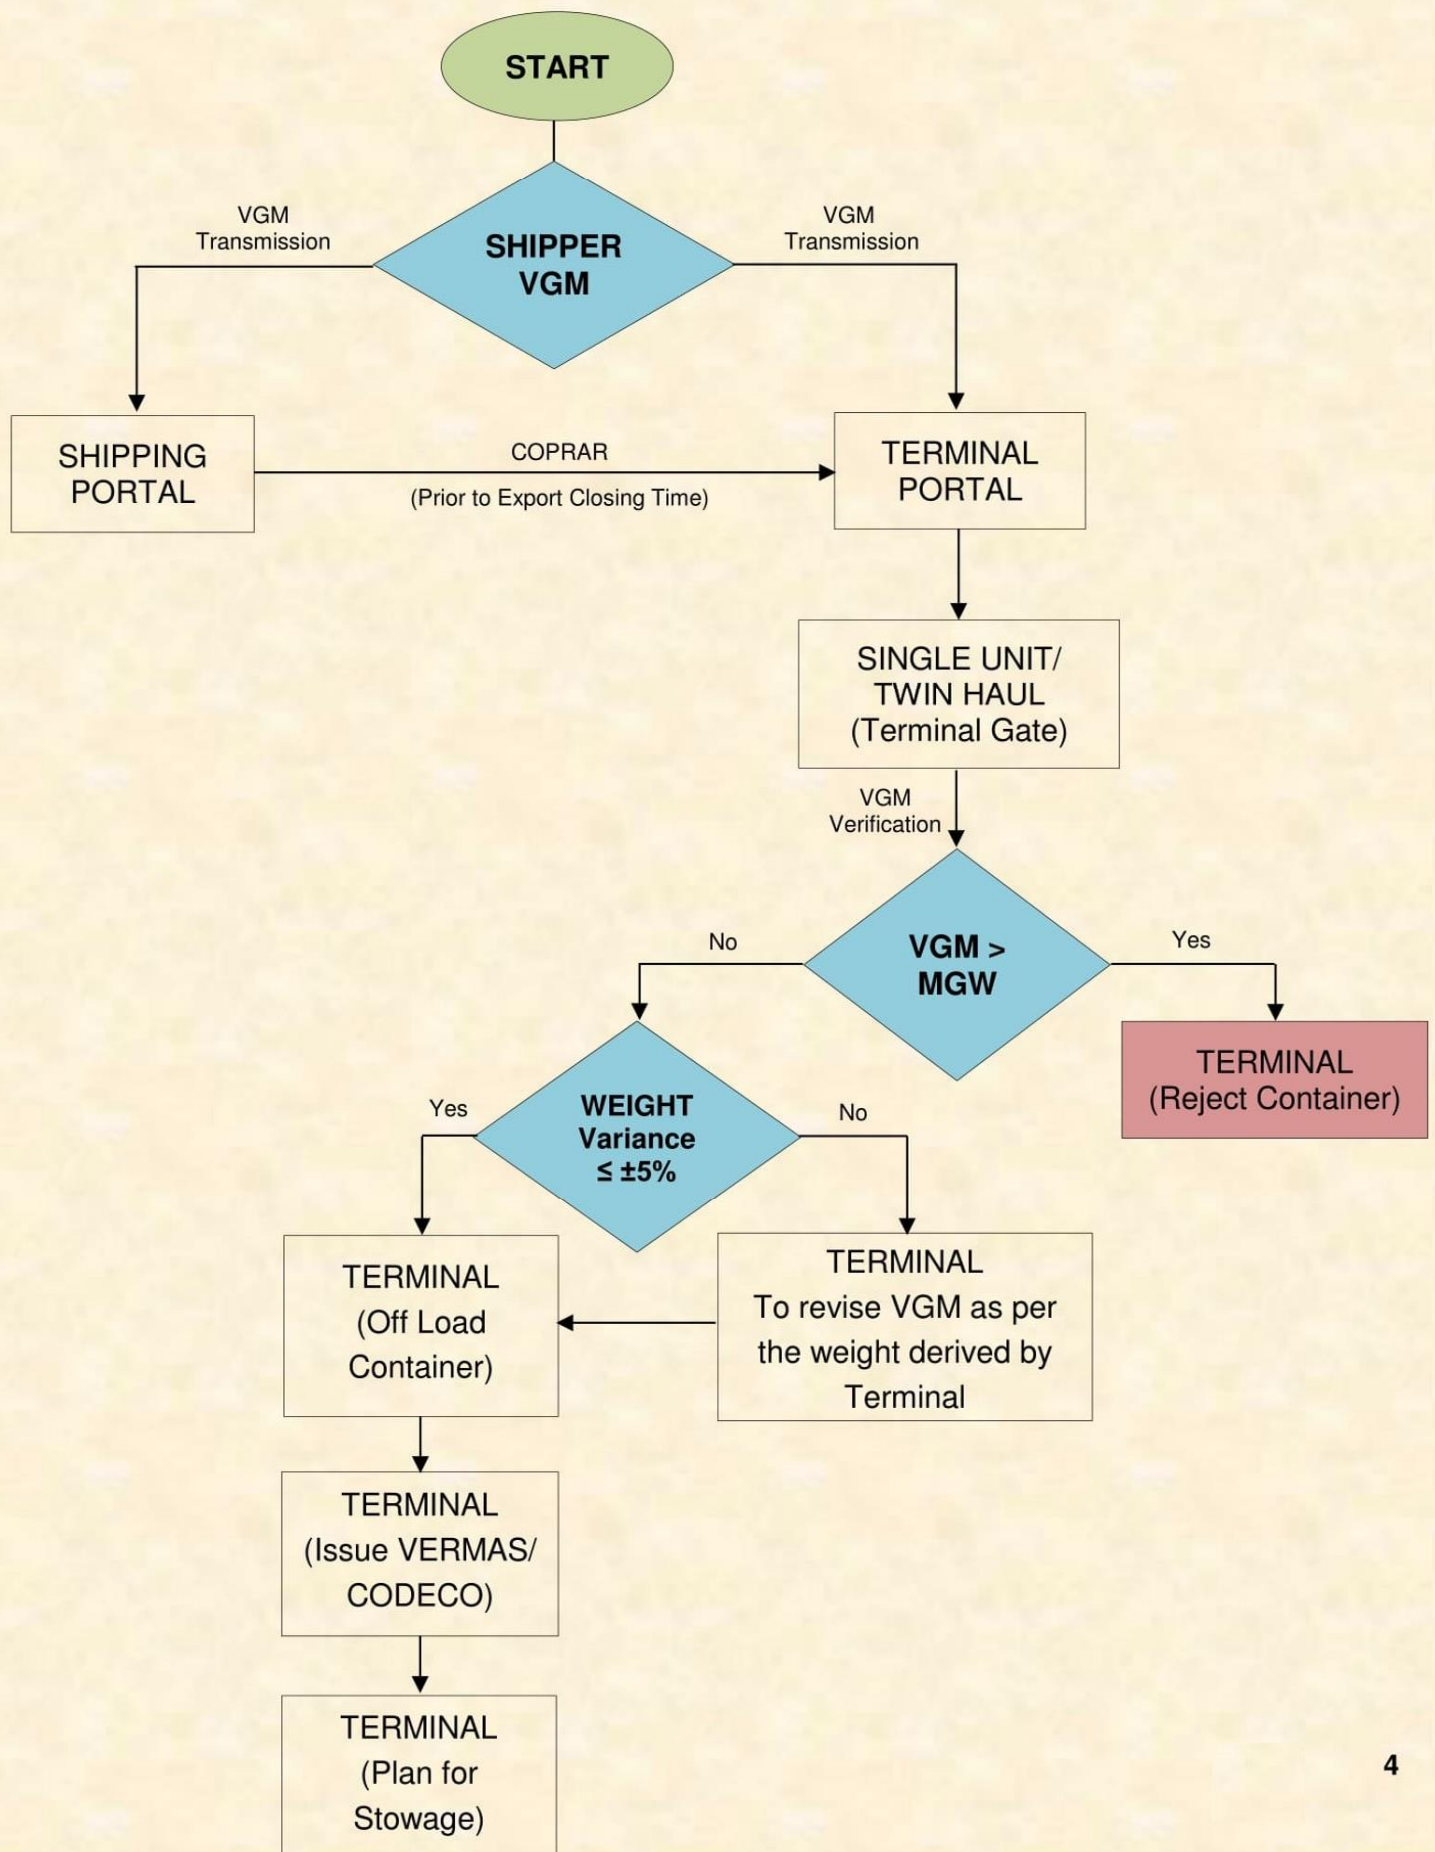 START
VGM
Transmission
SHIPPER
VGM
VGM
Transmission
SHIPPING
PORTAL
COPRAR
(Prior to Export Closing Time)
TERMINAL
PORTAL
SINGLE UNIT/
TWIN HAUL
(Terminal Gate)
VGM
Verification
No
VGM >
MGW
Yes
TERMINAL
(Reject Container)
Yes
WEIGHT
Variance
≤ ±5%
No
TERMINAL
(Off Load
Container)
TERMINAL
To revise VGM as per
the weight derived by
Terminal
TERMINAL
(Issue VERMAS/
CODECO)
TERMINAL
(Plan for
Stowage)
4